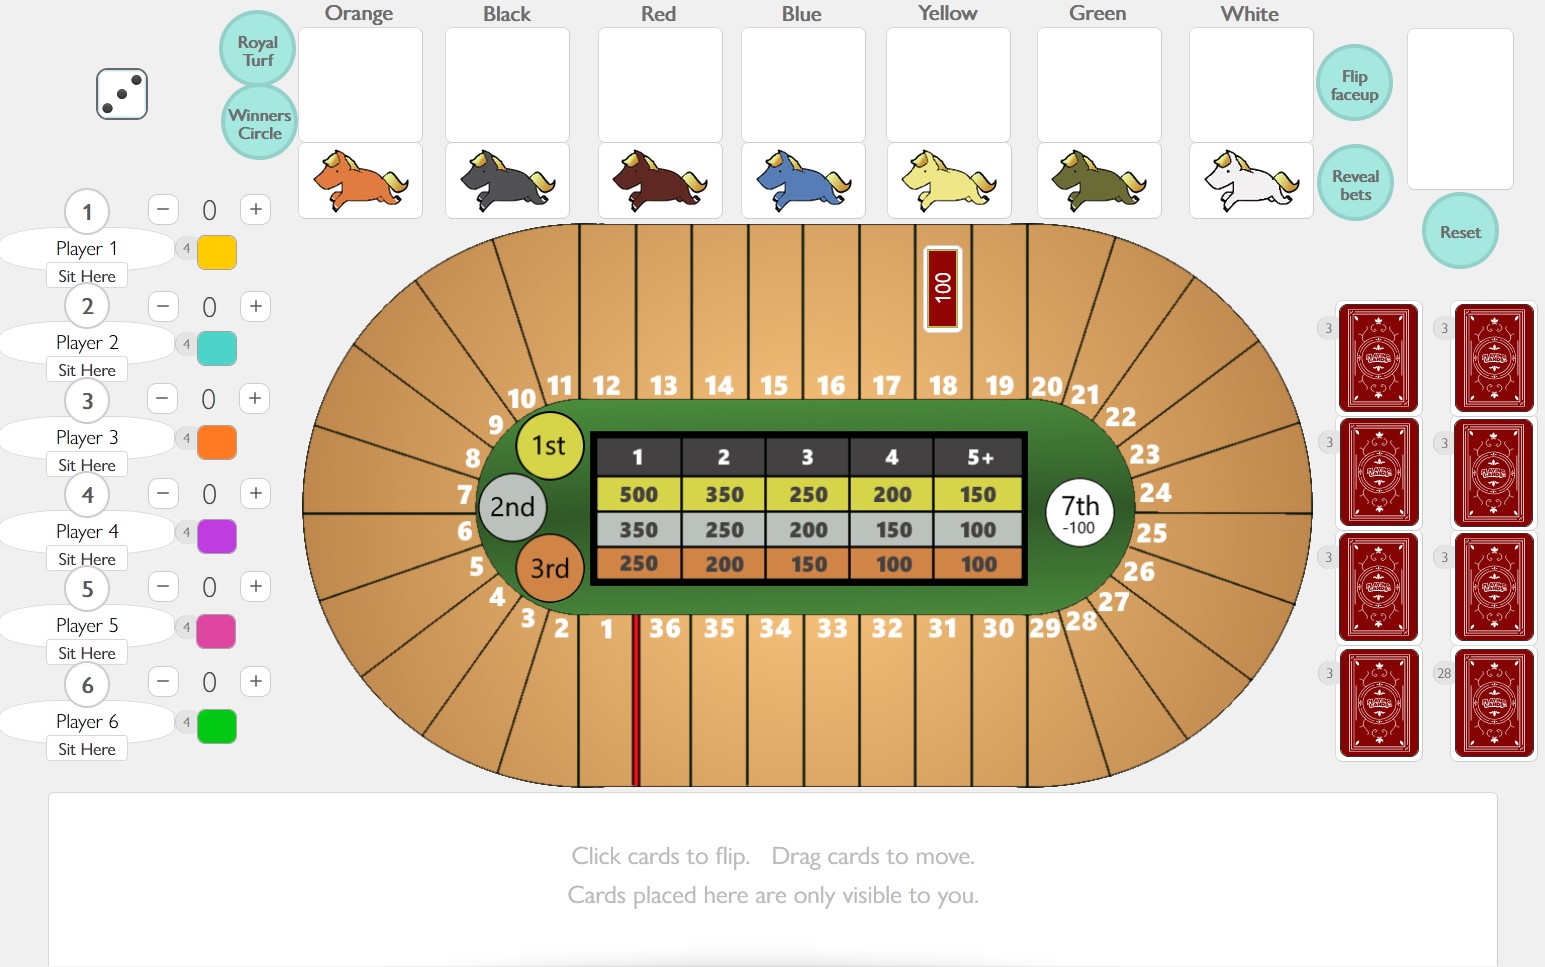 Orange
Black
Red
Blue
Yellow
Green
White
Royal
Turf
Winners
Circle
Flip
faceup
Reveal
bets
Reset
1
−
0
+
Player 1
4
Sit Here
2
−
0
+
Player 2
4
Sit Here
3
−
0
+
Player 3
4
Sit Here
4
−
0
+
Player 4
4
Sit Here
5
−
0
+
Player 5
4
Sit Here
6
−
0
+
Player 6
4
Sit Here
100
10
11
12
13
14
15
16
17
18
19
20
21
22
23
24
25
26
27
28
29
30
31
32
33
34
35
36
1
2
3
4
5
6
7
8
9
1st
2nd
3rd
1 2 3 4 5+
500 350 250 200 150
350 250 200 150 100
250 200 150 100 100
7th
-100
3
3
3
3
3
3
3
28
Click cards to flip. Drag cards to move.
Cards placed here are only visible to you.